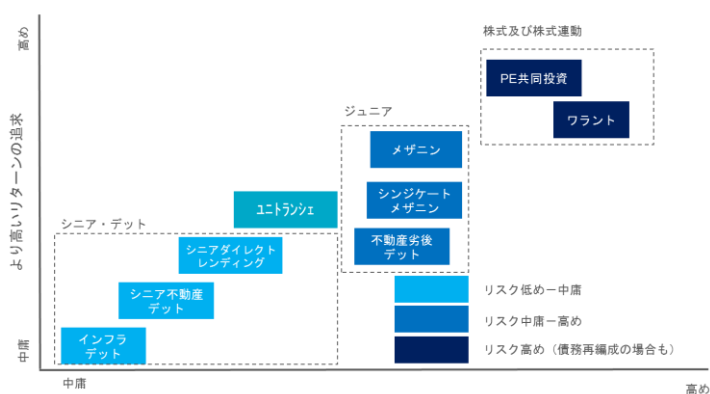 高め
より高いリターンの追求
中庸
株式及び株式連動
PE共同投資
ワラント
ジュニア
メザニン
シンジケート
メザニン
不動産劣後
デット
ユニトランシェ
シニア・デット
シニアダイレクト
レンディング
シニア不動産
デット
インフラ
デット
リスク低めー中庸
リスク中庸ー高め
リスク高め（債務再編成の場合も）
中庸
高め